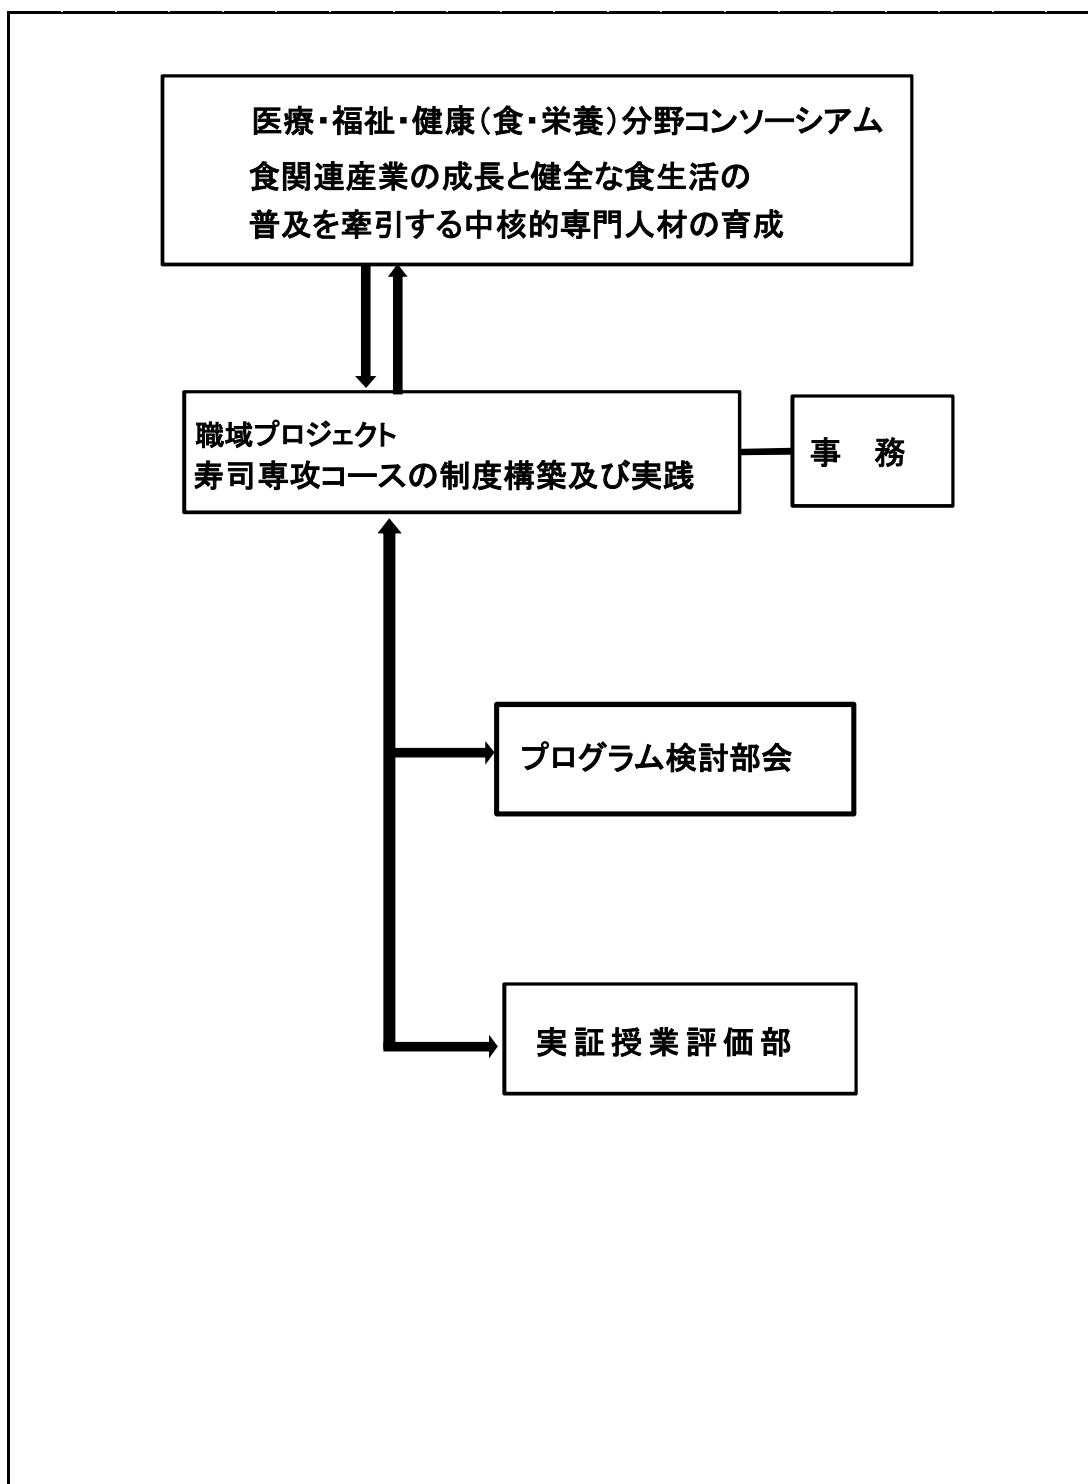 医療・福祉・健康（食・栄養）分野コンソーシアム
食関連産業の成長と健全な食生活の
普及を牽引する中核的専門人材の育成
職域プロジェクト
寿司専攻コースの制度構築及び実践
事　務
プログラム検討部会
実証授業評価部